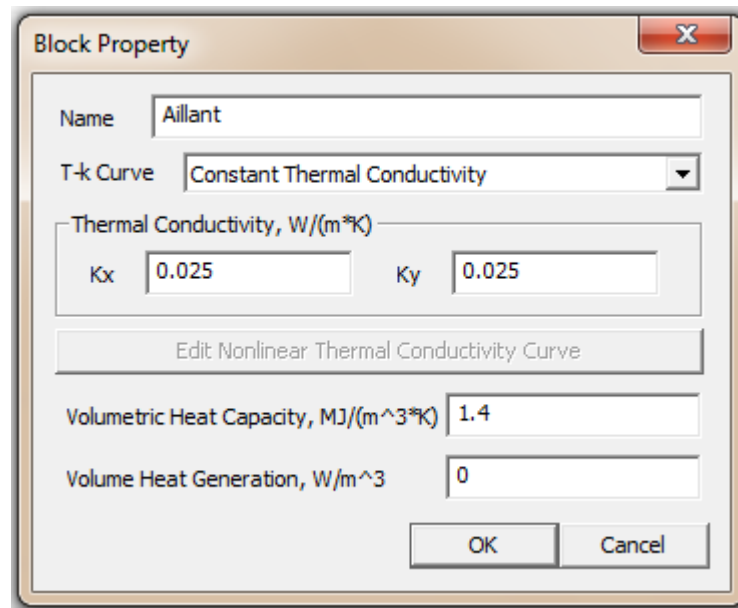 Block Property
Name Aillant
T-k Curve Constant Thermal Conductivity
Thermal Conductivity, W/(m*K)
Kx 0.025 Ky 0.025
Edit Nonlinear Thermal Conductivity Curve
Volumetric Heat Capacity, MJ/(m^3*K) 1.4
Volume Heat Generation, W/m^3 0
OK Cancel